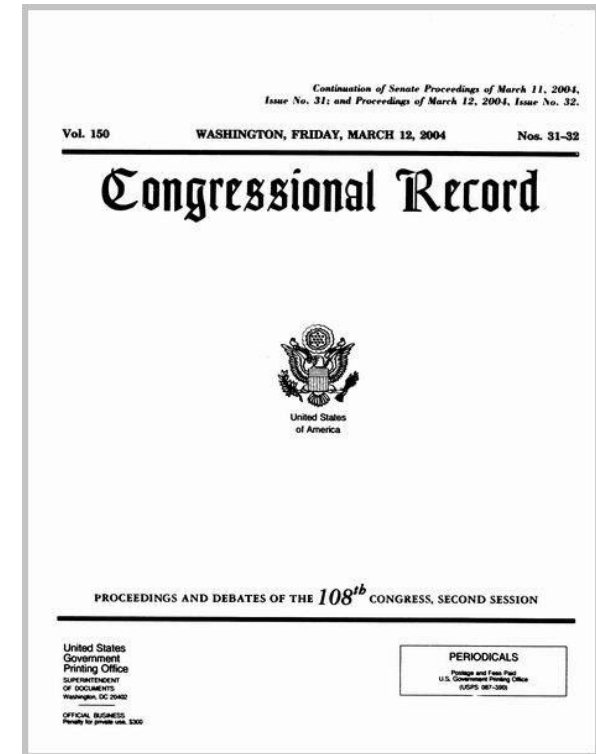 Continuation of Senate Proceedings of March 11, 2004,
Issue No. 31; and Proceedings of March 12, 2004, Issue No. 32.
Vol. 150 WASHINGTON, FRIDAY, MARCH 12, 2004 Nos. 31–32
Congressional Record
United States
of America
PROCEEDINGS AND DEBATES OF THE 108th CONGRESS, SECOND SESSION
United States
Government
Printing Office
SUPERINTENDENT
OF DOCUMENTS
Washington, DC 20402
OFFICIAL BUSINESS
Penalty for private use, $300
PERIODICALS
Postage and Fees Paid
U.S. Government Printing Office
(USPS 087–390)